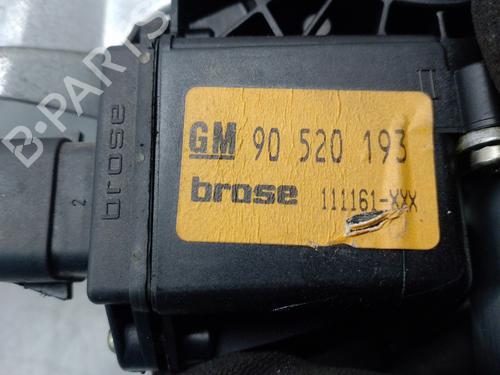 B-PARTS
GM 90 520 193
brose 111161-XXX
brose
2